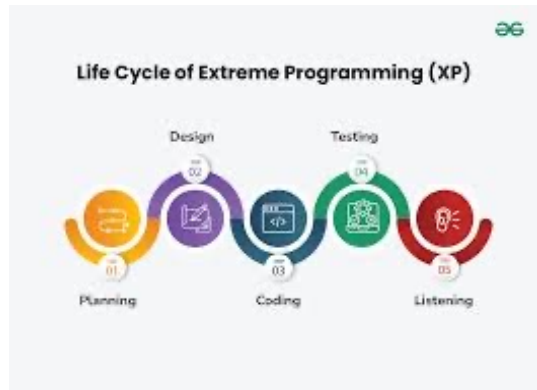 Life Cycle of Extreme Programming (XP)
Design
Testing
02
04
01
03
05
Planning
Coding
Listening